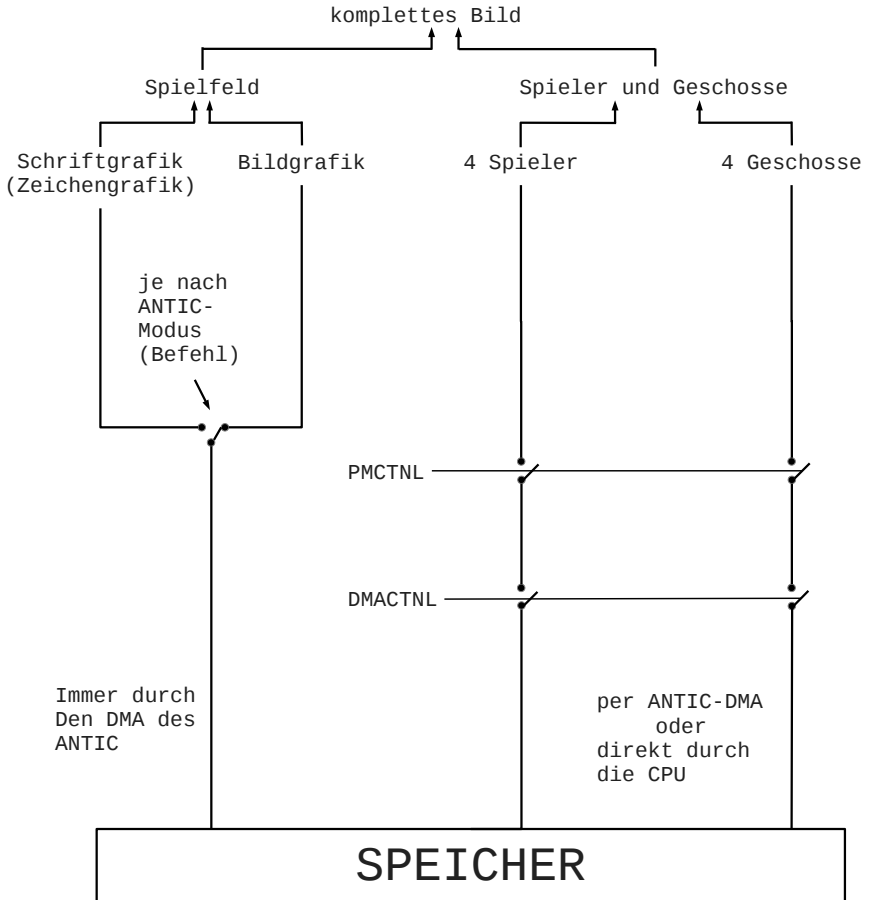 komplettes Bild
Spielfeld
Spieler und Geschosse
Schriftgrafik
(Zeichengrafik)
Bildgrafik
4 Spieler
4 Geschosse
je nach
ANTIC-
Modus
(Befehl)
PMCTNL
DMACTNL
Immer durch
Den DMA des
ANTIC
per ANTIC-DMA
oder
direkt durch
die CPU
SPEICHER